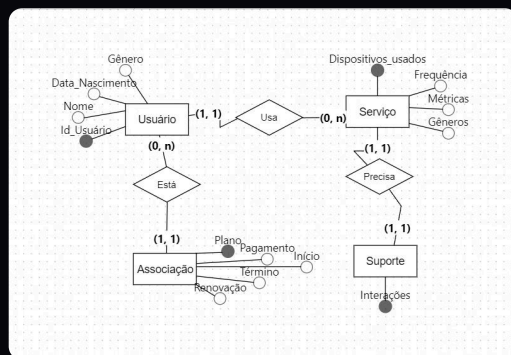 Gênero
Data_Nascimento
Nome
Id_Usuário
Usuário
(1, 1)
Usa
(0, n)
Dispositivos_usados
Serviço
Frequência
Métricas
Gêneros
(0, n)
Está
(1, 1)
Associação
Plano
Pagamento
Início
Término
Renovação
(1, 1)
Precisa
(1, 1)
Suporte
Interações